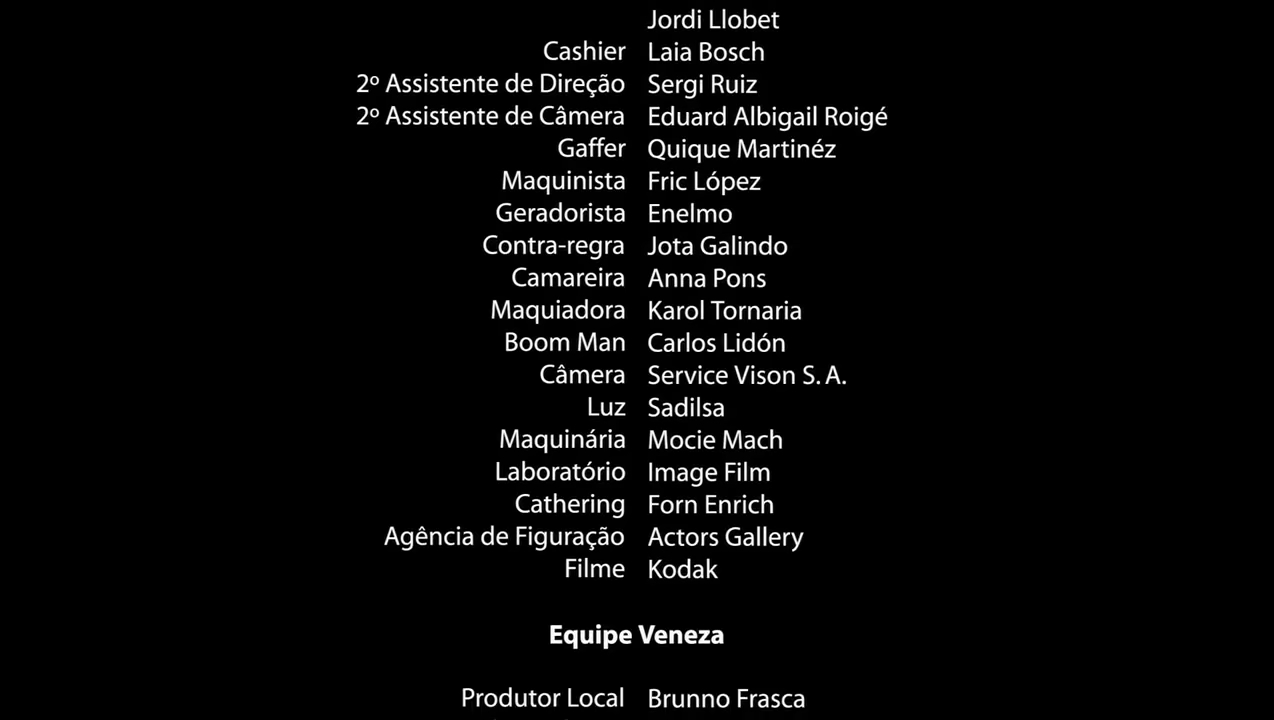 Jordi Llobet
Cashier Laia Bosch
2º Assistente de Direção Sergi Ruiz
2º Assistente de Câmera Eduard Albigail Roigé
Gaffer Quique Martinéz
Maquinista Fric López
Geradorista Enelmo
Contra-regra Jota Galindo
Camareira Anna Pons
Maquiadora Karol Tornaria
Boom Man Carlos Lidón
Câmera Service Vison S. A.
Luz Sadilsa
Maquinária Mocie Mach
Laboratório Image Film
Cathering Forn Enrich
Agência de Figuração Actors Gallery
Filme Kodak
Equipe Veneza
Produtor Local Brunno Frasca